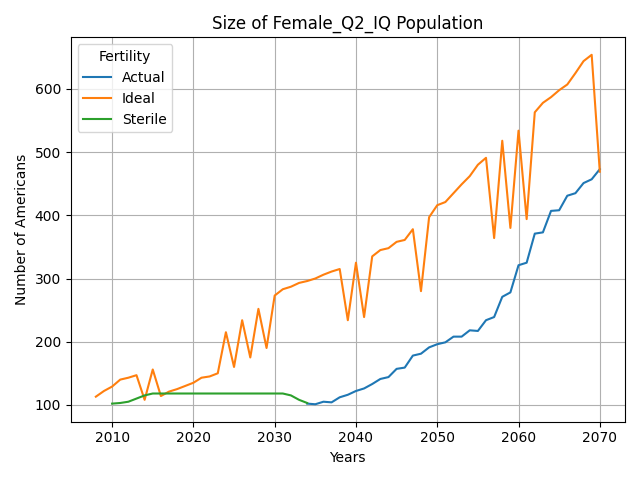 Size of Female_Q2_IQ Population
Fertility
Actual
Ideal
Sterile
Number of Americans
600
500
400
300
200
100
2010
2020
2030
2040
2050
2060
2070
Years